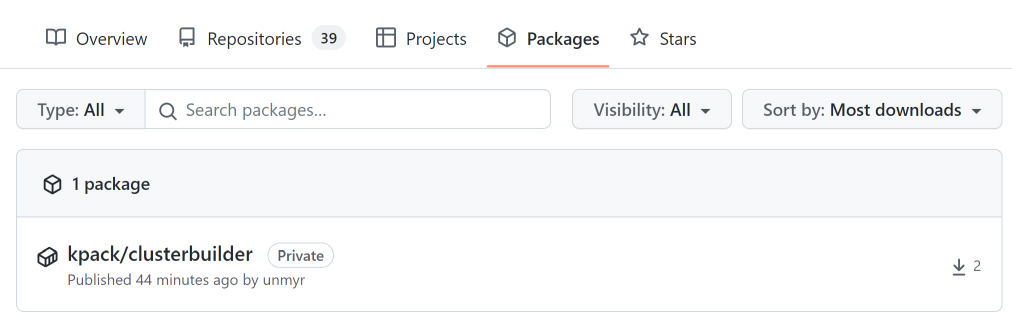 Overview Repositories 39 Projects Packages Stars
Type: All Search packages... Visibility: All Sort by: Most downloads
1 package
kpack/clusterbuilder Private
Published 44 minutes ago by unmyr 2